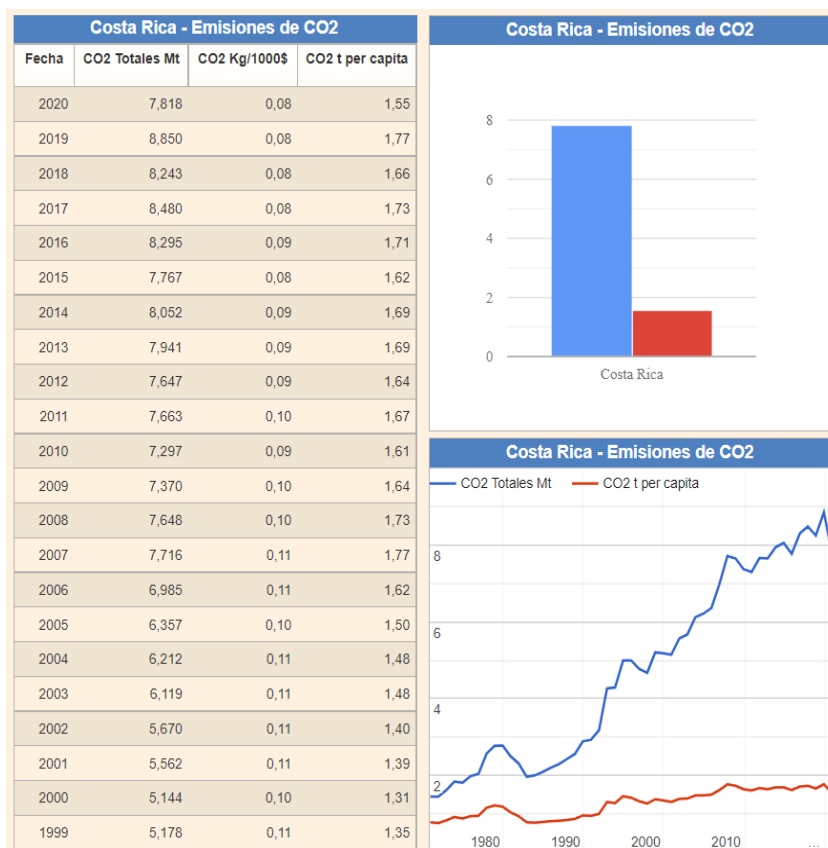 Costa Rica - Emisiones de CO2
Fecha CO2 Totales Mt CO2 Kg/1000$ CO2 t per capita
2020 7,818 0,08 1,55
2019 8,850 0,08 1,77
2018 8,243 0,08 1,66
2017 8,480 0,08 1,73
2016 8,295 0,09 1,71
2015 7,767 0,08 1,62
2014 8,052 0,09 1,69
2013 7,941 0,09 1,69
2012 7,647 0,09 1,64
2011 7,663 0,10 1,67
2010 7,297 0,09 1,61
2009 7,370 0,10 1,64
2008 7,648 0,10 1,73
2007 7,716 0,11 1,77
2006 6,985 0,11 1,62
2005 6,357 0,10 1,50
2004 6,212 0,11 1,48
2003 6,119 0,11 1,48
2002 5,670 0,11 1,40
2001 5,562 0,11 1,39
2000 5,144 0,10 1,31
1999 5,178 0,11 1,35
Costa Rica - Emisiones de CO2
8
6
4
2
0
Costa Rica
Costa Rica - Emisiones de CO2
CO2 Totales Mt CO2 t per capita
8
6
4
2
1980 1990 2000 2010 ...